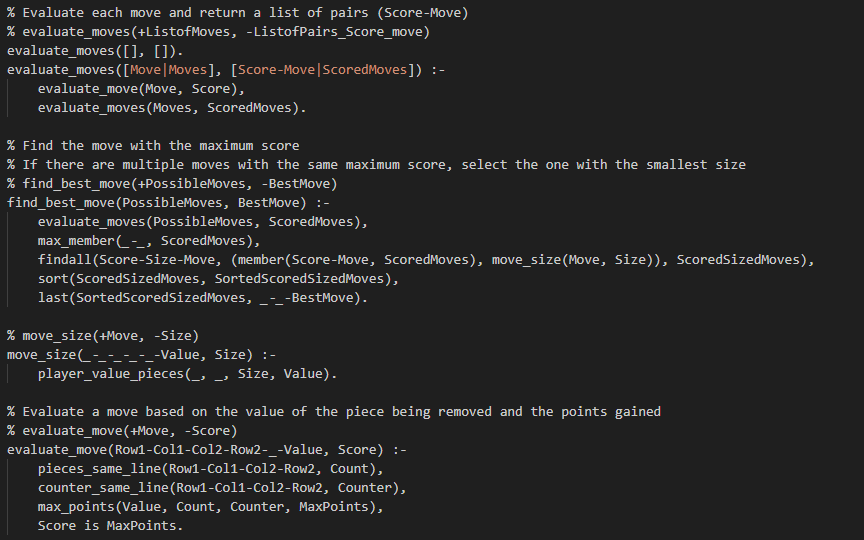 % Evaluate each move and return a list of pairs (Score-Move)
% evaluate_moves(+ListofMoves, -ListofPairs_Score_move)
evaluate_moves([], []).
evaluate_moves([Move|Moves], [Score-Move|ScoredMoves]) :-
    evaluate_move(Move, Score),
    evaluate_moves(Moves, ScoredMoves).

% Find the move with the maximum score
% If there are multiple moves with the same maximum score, select the one with the smallest size
% find_best_move(+PossibleMoves, -BestMove)
find_best_move(PossibleMoves, BestMove) :-
    evaluate_moves(PossibleMoves, ScoredMoves),
    max_member(_-_, ScoredMoves),
    findall(Score-Size-Move, (member(Score-Move, ScoredMoves), move_size(Move, Size)), ScoredSizedMoves),
    sort(ScoredSizedMoves, SortedScoredSizedMoves),
    last(SortedScoredSizedMoves, _-_-BestMove).

% move_size(+Move, -Size)
move_size(_-_-_-_-_-Value, Size) :-
    player_value_pieces(_, _, Size, Value).

% Evaluate a move based on the value of the piece being removed and the points gained
% evaluate_move(+Move, -Score)
evaluate_move(Row1-Col1-Col2-Row2-_-Value, Score) :-
    pieces_same_line(Row1-Col1-Col2-Row2, Count),
    counter_same_line(Row1-Col1-Col2-Row2, Counter),
    max_points(Value, Count, Counter, MaxPoints),
    Score is MaxPoints.